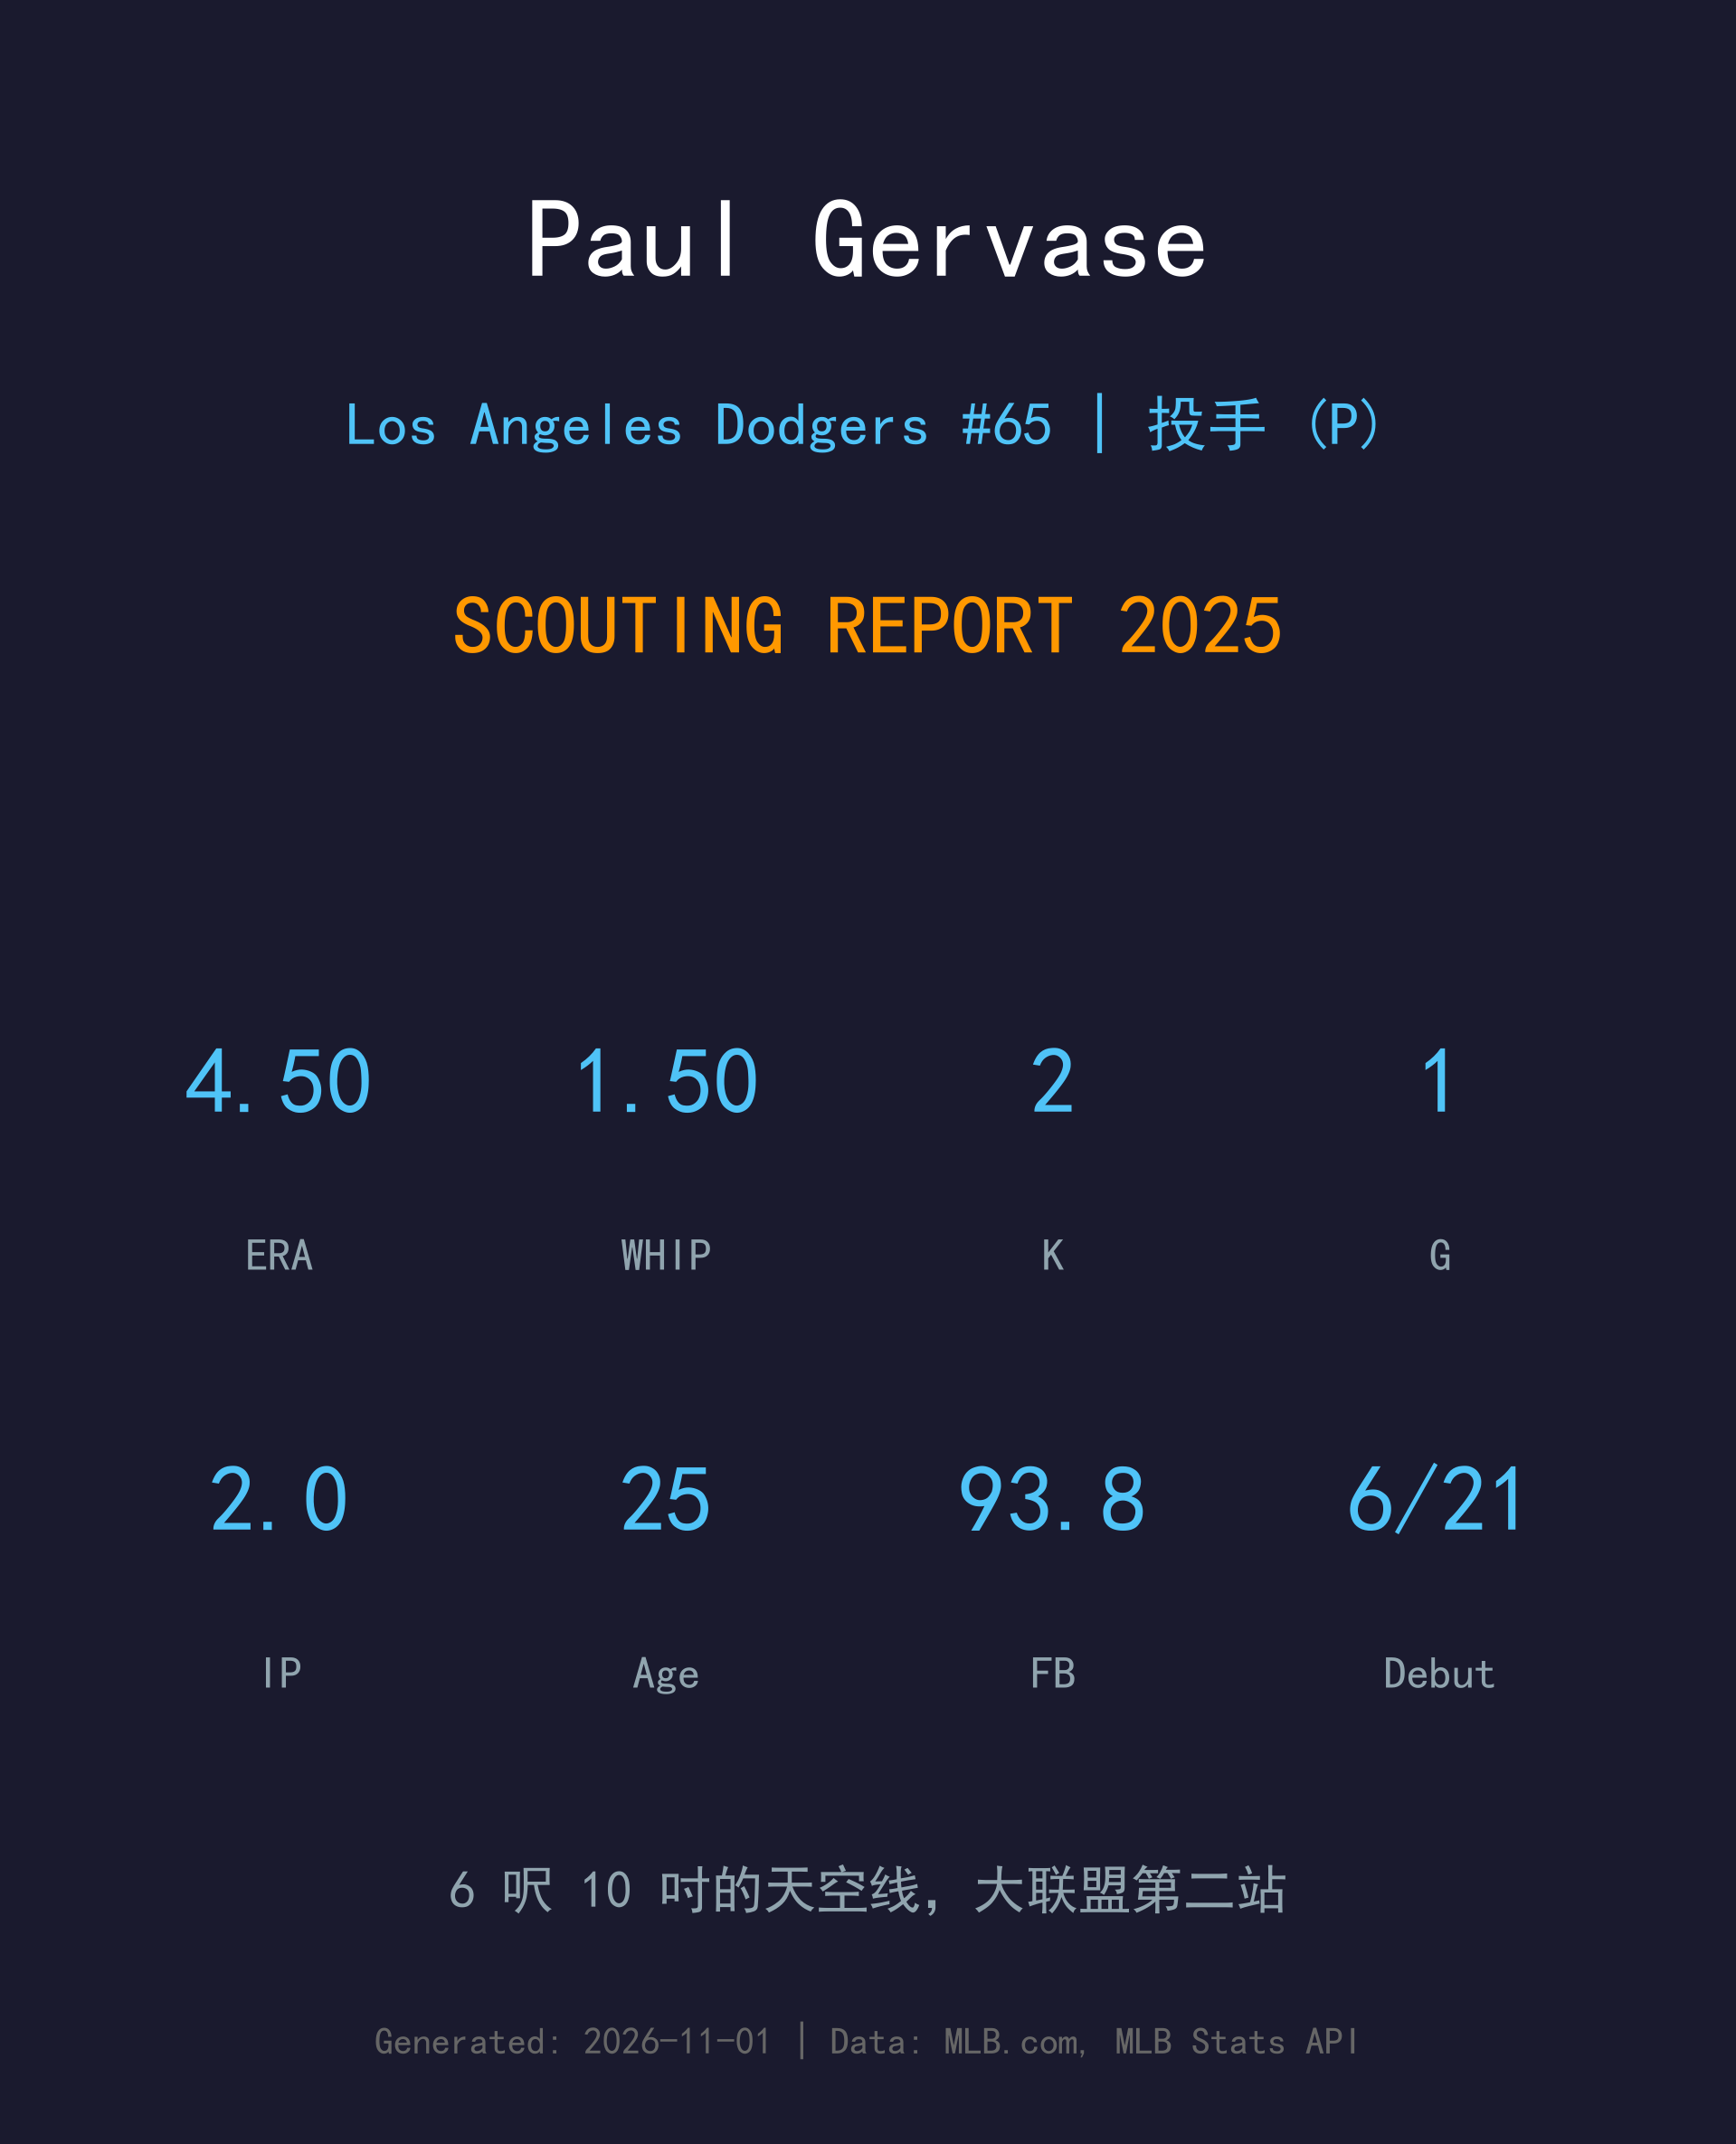 Paul Gervase
Los Angeles Dodgers #65 | 投手 (P)
SCOUTING REPORT 2025
4.50 1.50 2 1
ERA WHIP K G
2.0 25 93.8 6/21
IP Age FB Debut
6 呎 10 吋的天空线, 大联盟第二站
Generated: 2026-11-01 | Data: MLB.com, MLB Stats API